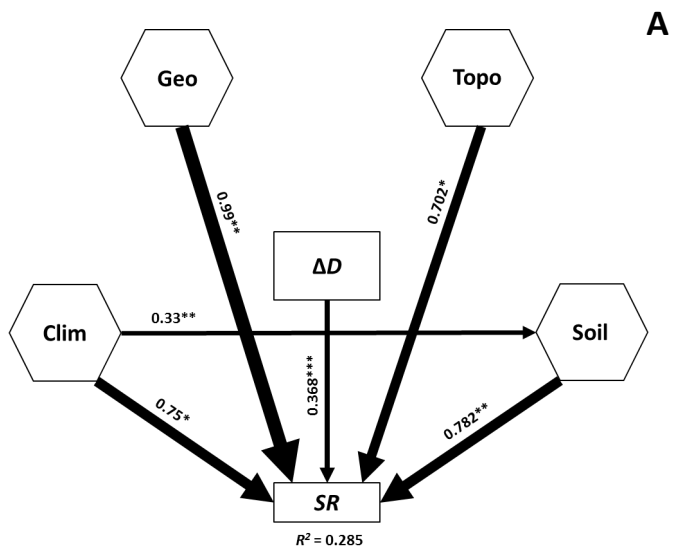 A
Geo
Topo
0.99**
0.702*
ΔD
Clim
0.33**
Soil
0.368***
0.75*
0.782**
SR
R² = 0.285